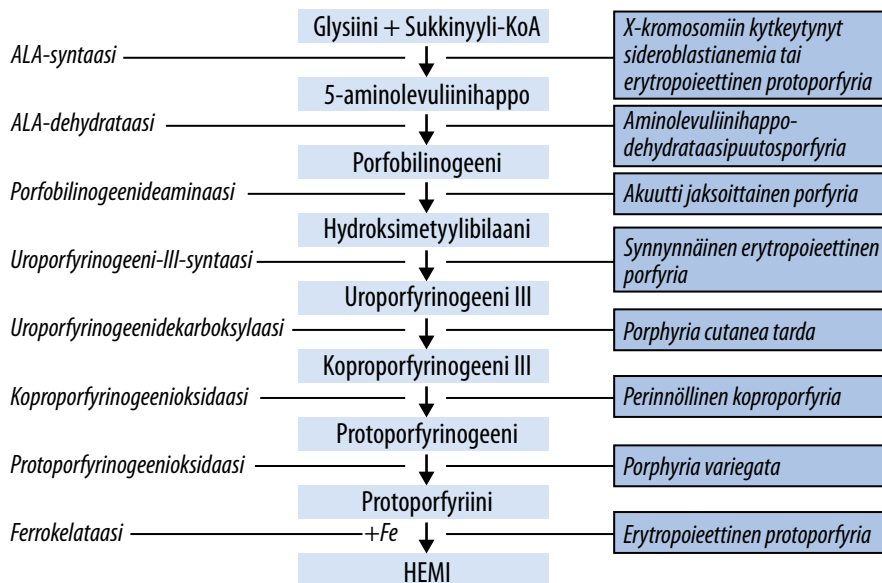 Glysiini + Sukkinyyli-KoA
ALA-syntaasi
X-kromosomiin kytkeytynyt
sideroblastianemia tai
erytropoieettinen protoporfyria
5-aminolevuliinihappo
ALA-dehydrataasi
Aminolevuliinihappo-
dehydrataasipuutosporfyria
Porfobilinogeeni
Porfobilinogeenideaminaasi
Akuutti jaksoittainen porfyria
Hydroksimetyylibilaani
Uroporfyrinogeeni-III-syntaasi
Synnynnäinen erytropoieettinen
porfyria
Uroporfyrinogeeni III
Uroporfyrinogeenidekarboksylaasi
Porphyria cutanea tarda
Koproporfyrinogeeni III
Koproporfyrinogeenioksidaasi
Perinnöllinen koproporfyria
Protoporfyrinogeeni
Protoporfyrinogeenioksidaasi
Porphyria variegata
Protoporfyriini
Ferrokelataasi
+Fe
Erytropoieettinen protoporfyria
HEMI